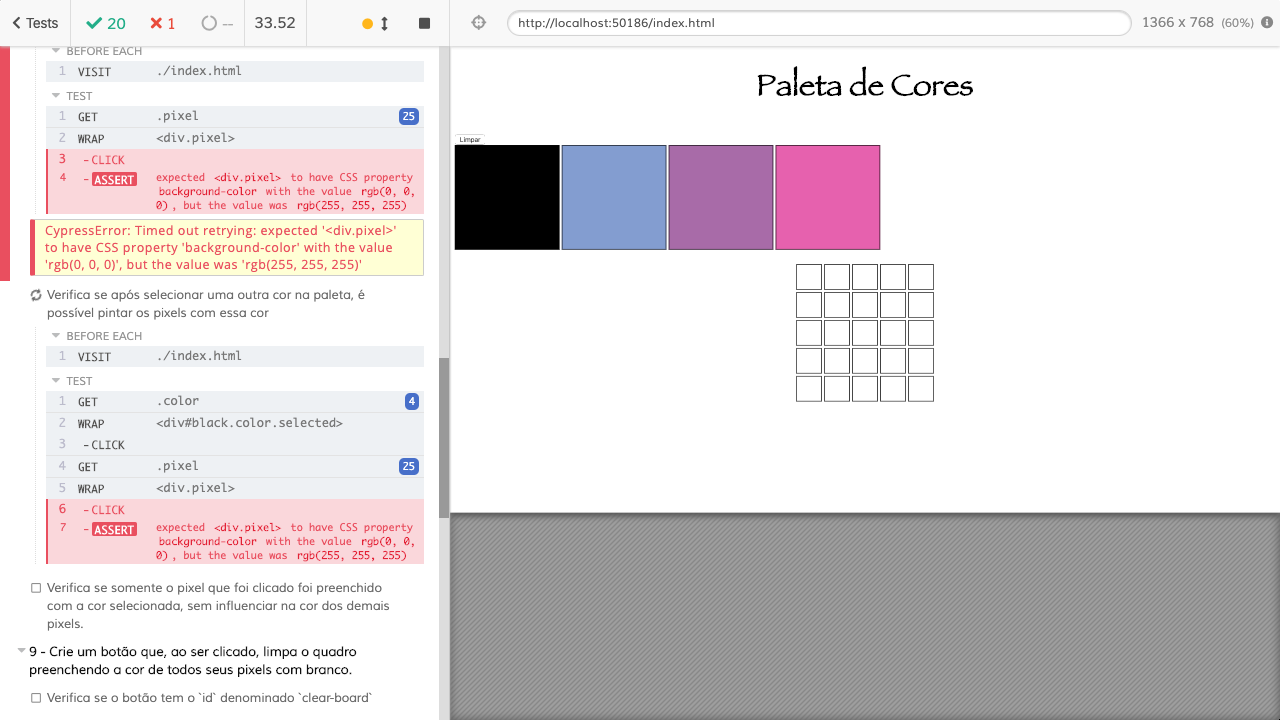 Tests 20 1 -- 33.52
http://localhost:50186/index.html 1366 x 768 (60%)
BEFORE EACH
1 VISIT ./index.html
TEST
1 GET .pixel 25
2 WRAP <div.pixel>
3 -CLICK
4 -ASSERT expected <div.pixel> to have CSS property
background-color with the value rgb(0, 0,
0), but the value was rgb(255, 255, 255)
CypressError: Timed out retrying: expected '<div.pixel>'
to have CSS property 'background-color' with the value
'rgb(0, 0, 0)', but the value was 'rgb(255, 255, 255)'
Verifica se após selecionar uma outra cor na paleta, é
possível pintar os pixels com essa cor
BEFORE EACH
1 VISIT ./index.html
TEST
1 GET .color 4
2 WRAP <div#black.color.selected>
3 -CLICK
4 GET .pixel 25
5 WRAP <div.pixel>
6 -CLICK
7 -ASSERT expected <div.pixel> to have CSS property
background-color with the value rgb(0, 0,
0), but the value was rgb(255, 255, 255)
Verifica se somente o pixel que foi clicado foi preenchido
com a cor selecionada, sem influenciar na cor dos demais
pixels.
9 - Crie um botão que, ao ser clicado, limpa o quadro
preenchendo a cor de todos seus pixels com branco.
Verifica se o botão tem o `id` denominado `clear-board`
Paleta de Cores
Limpar